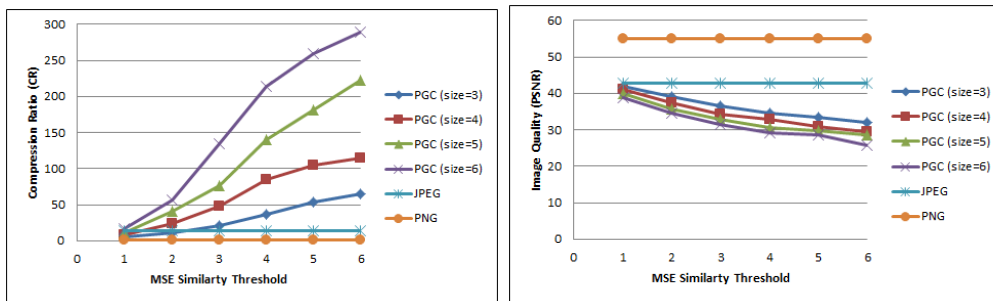 Compression Ratio (CR)
300
250
200
150
100
50
0
0 1 2 3 4 5 6
MSE Similarty Threshold
PGC (size=3)
PGC (size=4)
PGC (size=5)
PGC (size=6)
JPEG
PNG
Image Quality (PSNR)
60
50
40
30
20
10
0
0 1 2 3 4 5 6
MSE Similarty Threshold
PGC (size=3)
PGC (size=4)
PGC (size=5)
PGC (size=6)
JPEG
PNG